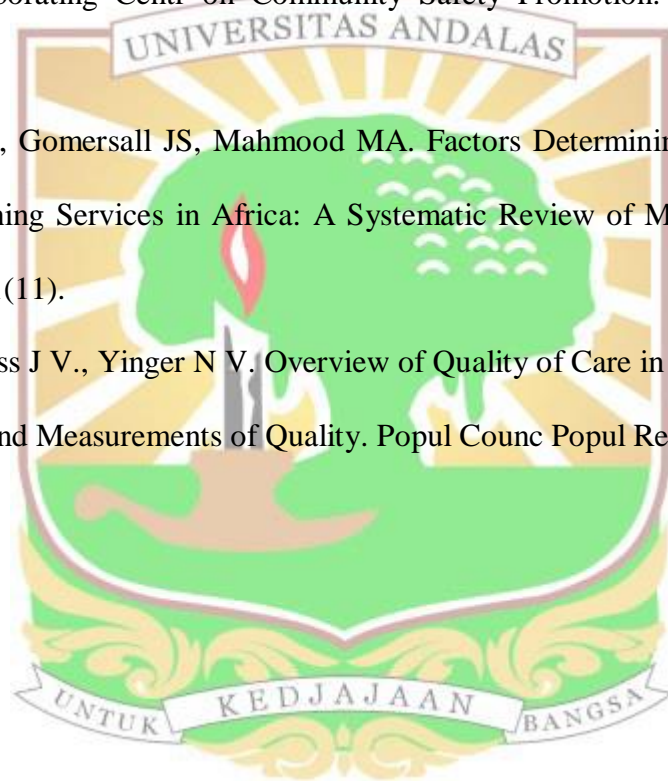 orating Centr on Community Safety Promotion.
UNIVERSITAS ANDALAS
, Gomersall JS, Mahmood MA. Factors Determinin
ning Services in Africa: A Systematic Review of M
(11).
ss J V., Yinger N V. Overview of Quality of Care in
nd Measurements of Quality. Popul Counc Popul Re
UNTUK KEDJAJAAN BANGSA